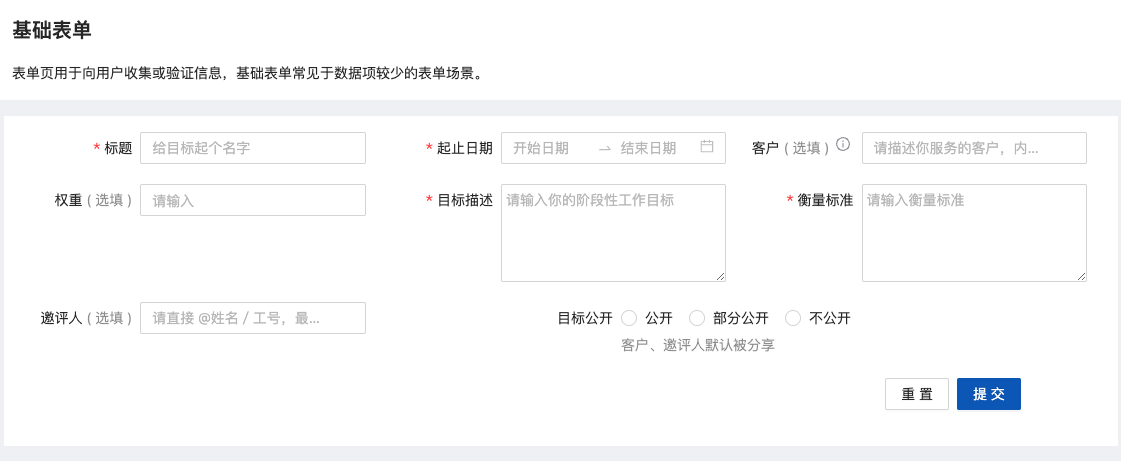 基础表单
表单页用于向用户收集或验证信息，基础表单常见于数据项较少的表单场景。
* 标题 给目标起个名字 * 起止日期 开始日期 → 结束日期 客户 ( 选填 ) 请描述你服务的客户，内...
权重 ( 选填 ) 请输入 * 目标描述 请输入你的阶段性工作目标 * 衡量标准 请输入衡量标准
邀评人 ( 选填 ) 请直接 @姓名 / 工号，最... 目标公开 公开 部分公开 不公开
客户、邀评人默认被分享
重 置 提 交